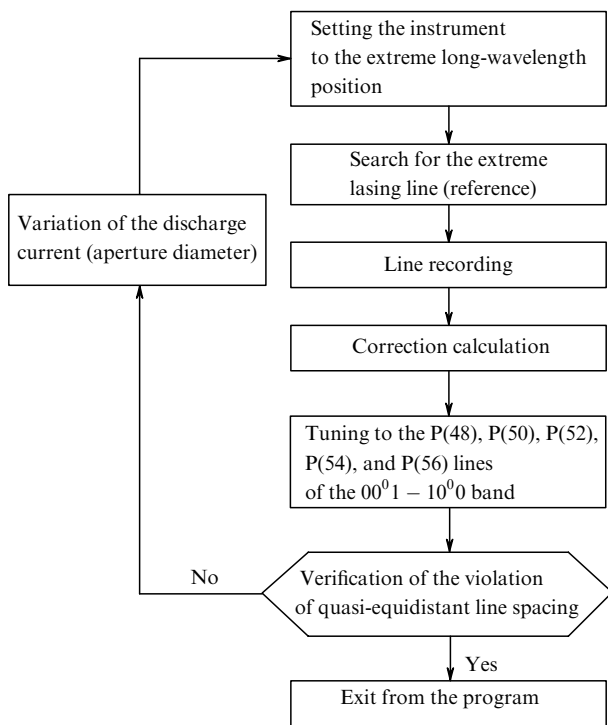 Setting the instrument
to the extreme long-wavelength
position
Search for the extreme
lasing line (reference)
Variation of the discharge
current (aperture diameter)
Line recording
Correction calculation
Tuning to the P(48), P(50), P(52),
P(54), and P(56) lines
of the 00⁰1 − 10⁰0 band
No
Verification of the violation
of quasi-equidistant line spacing
Yes
Exit from the program